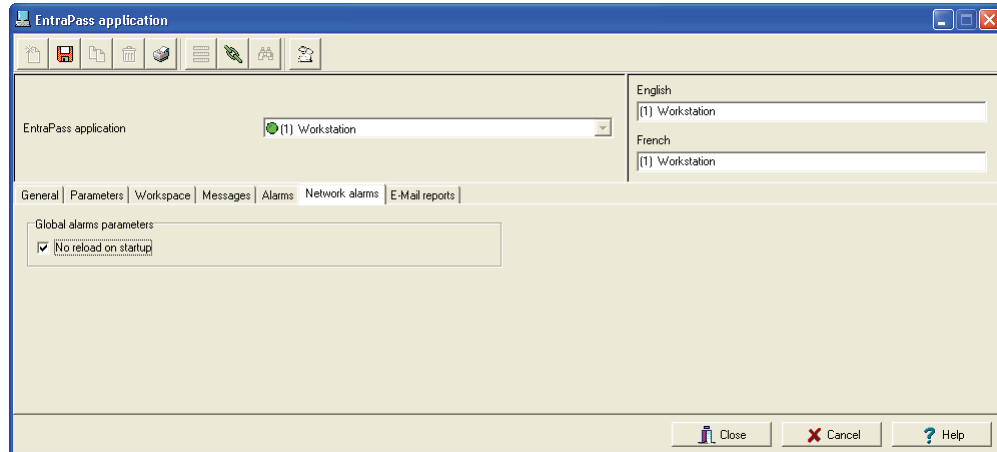 EntraPass application
English
(1) Workstation
EntraPass application
(1) Workstation
French
(1) Workstation
General Parameters Workspace Messages Alarms Network alarms E-Mail reports
Global alarms parameters
No reload on startup
Close Cancel Help